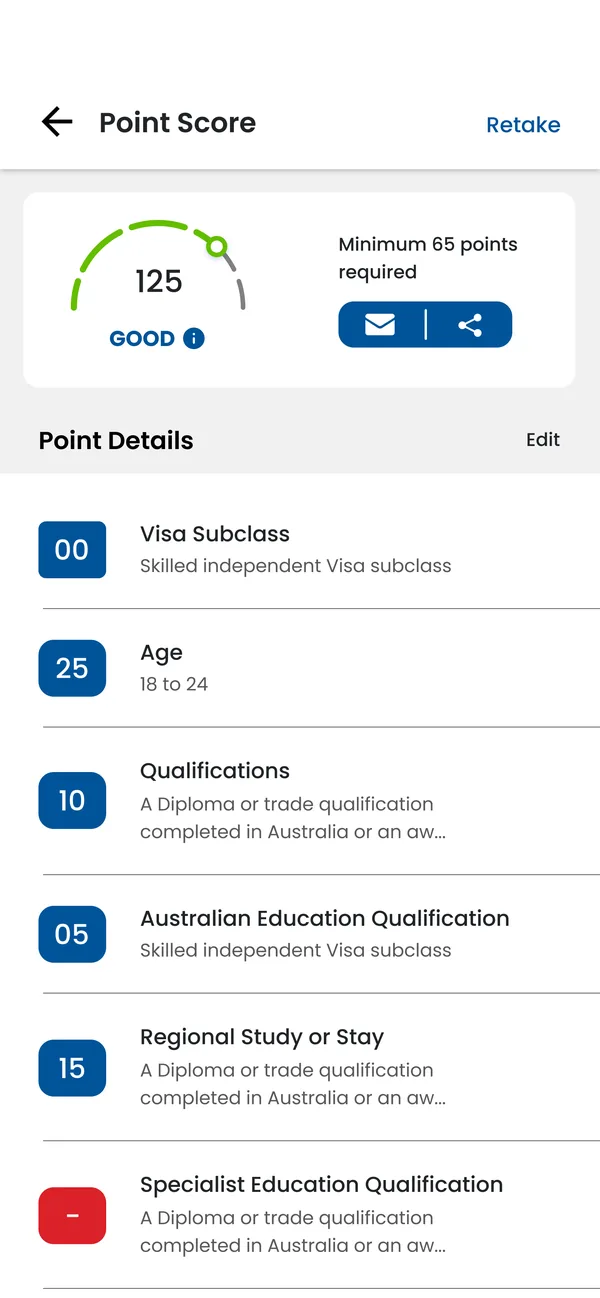 Point Score
Retake
125
GOOD
Minimum 65 points
required
Point Details
Edit
00
Visa Subclass
Skilled independent Visa subclass
25
Age
18 to 24
10
Qualifications
A Diploma or trade qualification
completed in Australia or an aw...
05
Australian Education Qualification
Skilled independent Visa subclass
15
Regional Study or Stay
A Diploma or trade qualification
completed in Australia or an aw...
-
Specialist Education Qualification
A Diploma or trade qualification
completed in Australia or an aw...